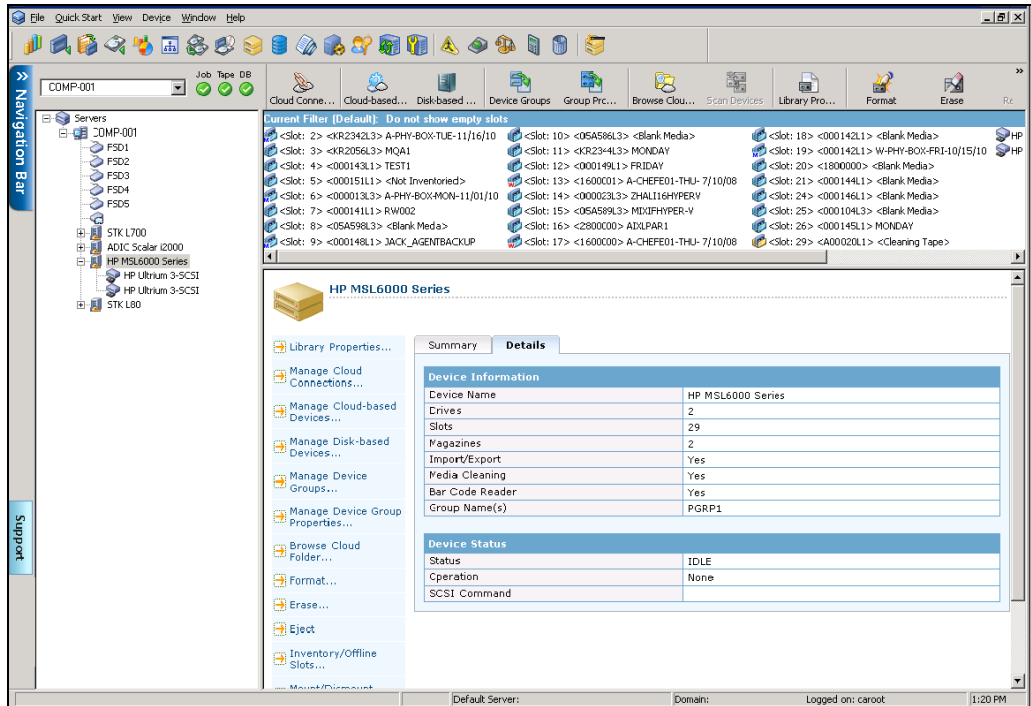 File Quick Start View Device Window Help
COMP-001
Job Tape DB
Cloud Conne... Cloud-based... Disk-based ... Device Groups Group Prc... Browse Clou... Scan Devices Library Pro... Format Erase Re
»
Navigation Bar
Support
Servers
COMP-001
FSD1
FSD2
FSD3
FSD4
FSD5
STK L700
ADIC Scalar i2000
HP MSL6000 Series
HP Ultrium 3-SCSI
HP Ultrium 3-SCSI
STK L80
Current Filter (Default): Do not show empty slots
<Slot: 2> <KR2342L3> A-PHY-BOX-TUE-11/16/10
<Slot: 3> <KR2056L3> MQA1
<Slot: 4> <000143L1> TEST1
<Slot: 5> <000151L1> <Not Inventoried>
<Slot: 6> <000013L3> A-PHY-BOX-MON-11/01/10
<Slot: 7> <000141L1> RW002
<Slot: 8> <05A598L3> <Blank Media>
<Slot: 9> <000148L1> JACK_AGENTBACKUP
<Slot: 10> <05A586L3> <Blank Media>
<Slot: 11> <KR2344L3> MONDAY
<Slot: 12> <000149L1> FRIDAY
<Slot: 13> <1600001> A-CHEFE01-THU- 7/10/08
<Slot: 14> <000023L3> ZHALI16HYPERV
<Slot: 15> <05A589L3> MIXIFHYPER-V
<Slot: 16> <2800C00> AIXLPAR1
<Slot: 17> <1600C00> A-CHEFE01-THU- 7/10/08
<Slot: 18> <000142L1> <Blank Media>
<Slot: 19> <000142L1> W-PHY-BOX-FRI-10/15/10
<Slot: 20> <1800000> <Blank Media>
<Slot: 21> <000144L1> <Blank Media>
<Slot: 24> <000146L1> <Blank Media>
<Slot: 25> <000104L3> <Blank Media>
<Slot: 26> <000145L1> MONDAY
<Slot: 29> <A00020L1> <Cleaning Tape>
HP
HP
HP MSL6000 Series
Library Properties...
Manage Cloud
Connections...
Manage Cloud-based
Devices...
Manage Disk-based
Devices...
Manage Device
Groups...
Manage Device Group
Properties...
Browse Cloud
Folder...
Format...
Erase...
Eject
Inventory/Offline
Slots...
Mount/Dismount
Summary Details
Device Information
Device Name HP MSL6000 Series
Drives 2
Slots 29
Magazines 2
Import/Export Yes
Media Cleaning Yes
Bar Code Reader Yes
Group Name(s) PGRP1
Device Status
Status IDLE
Operation None
SCSI Command
Default Server: Domain: Logged on: caroot 1:20 PM